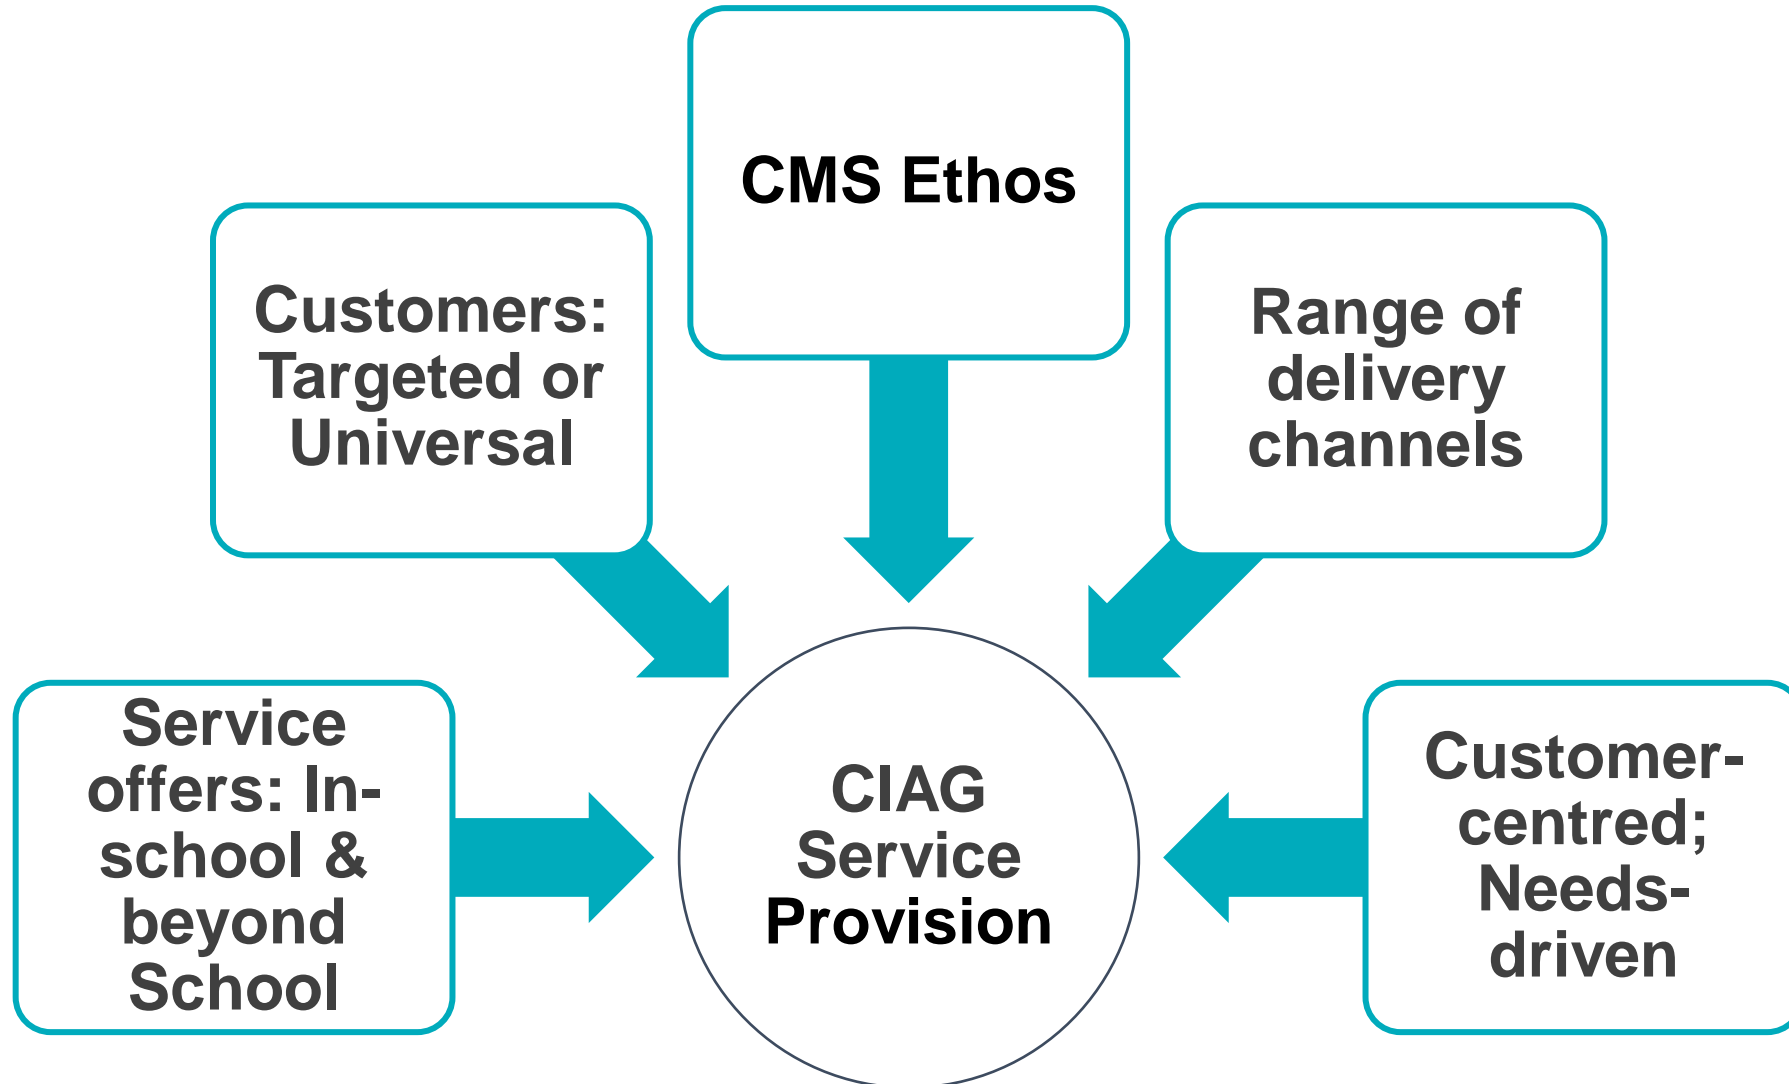 CMS Ethos
Customers:
Targeted or
Universal
Range of
delivery
channels
Service
offers: In-
school &
beyond
School
CIAG
Service
Provision
Customer-
centred;
Needs-
driven